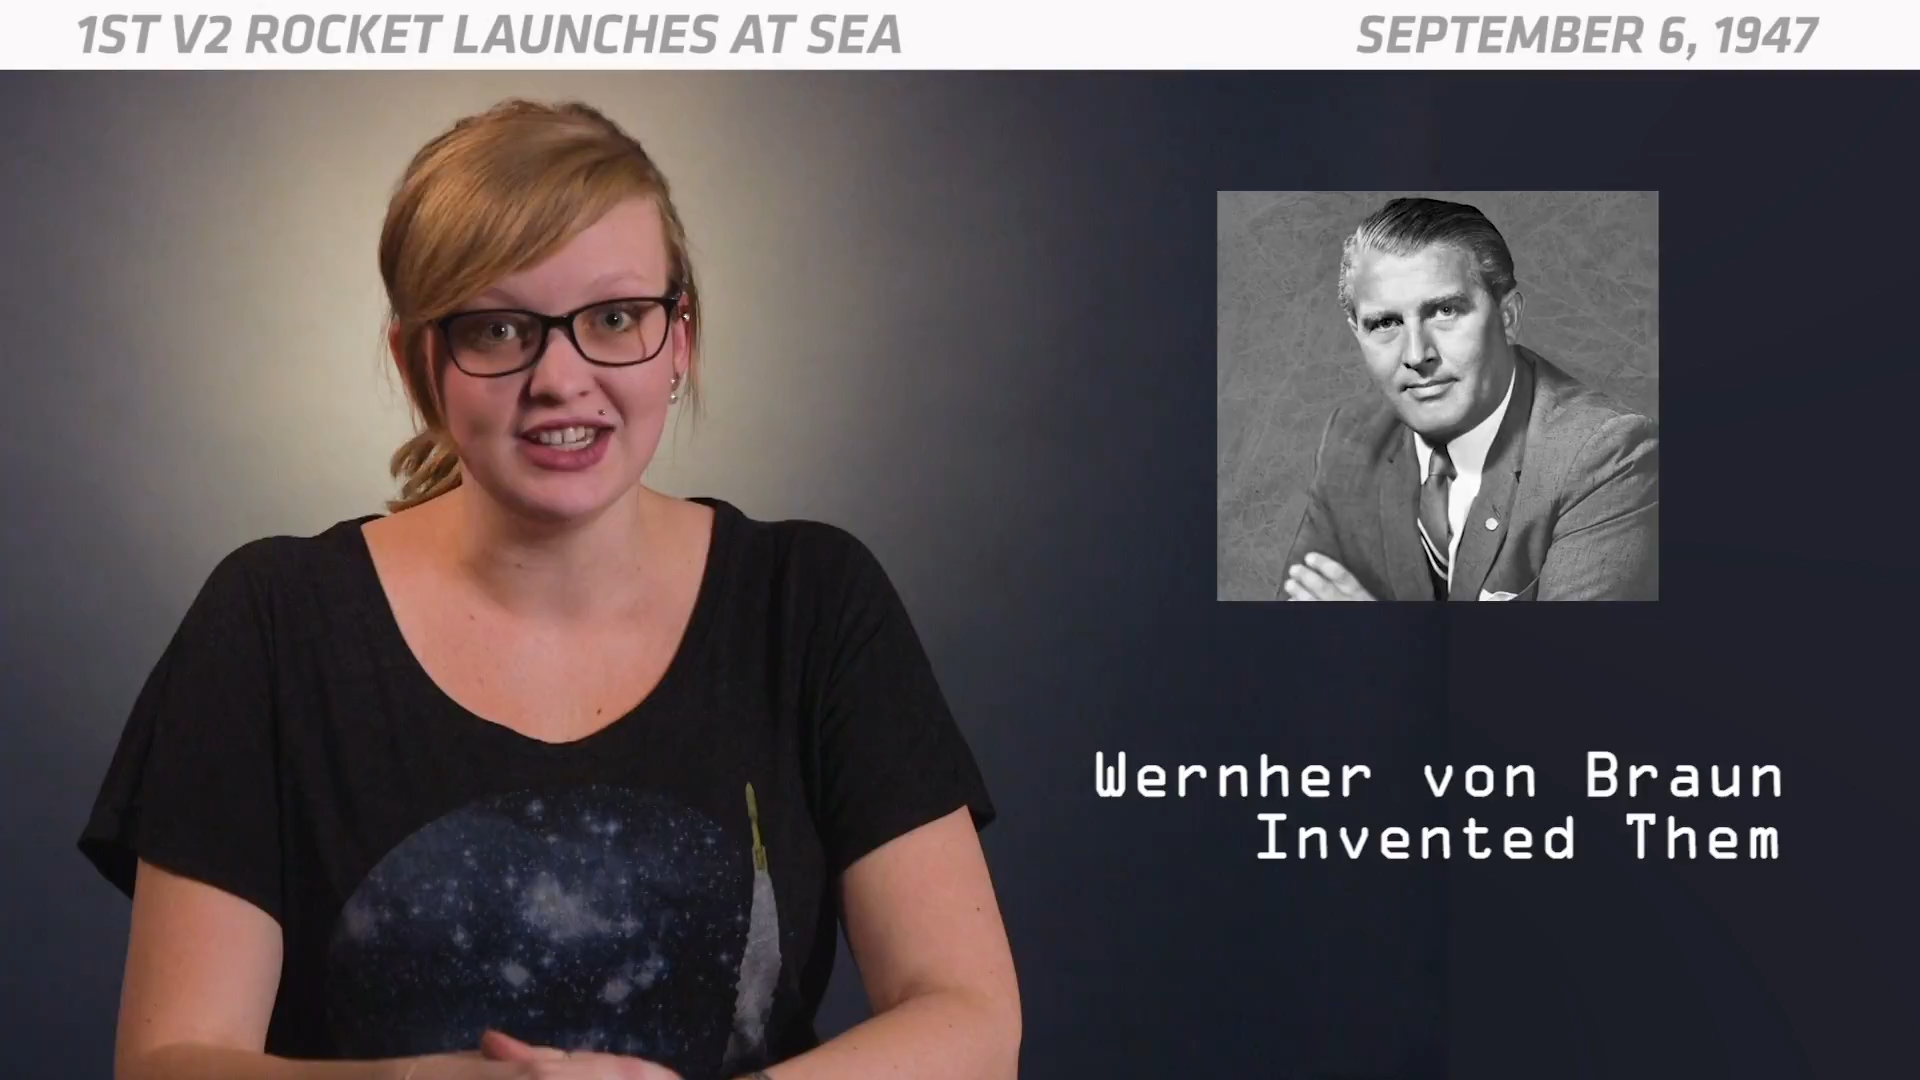 1ST V2 ROCKET LAUNCHES AT SEA
SEPTEMBER 6, 1947
Wernher von Braun
Invented Them